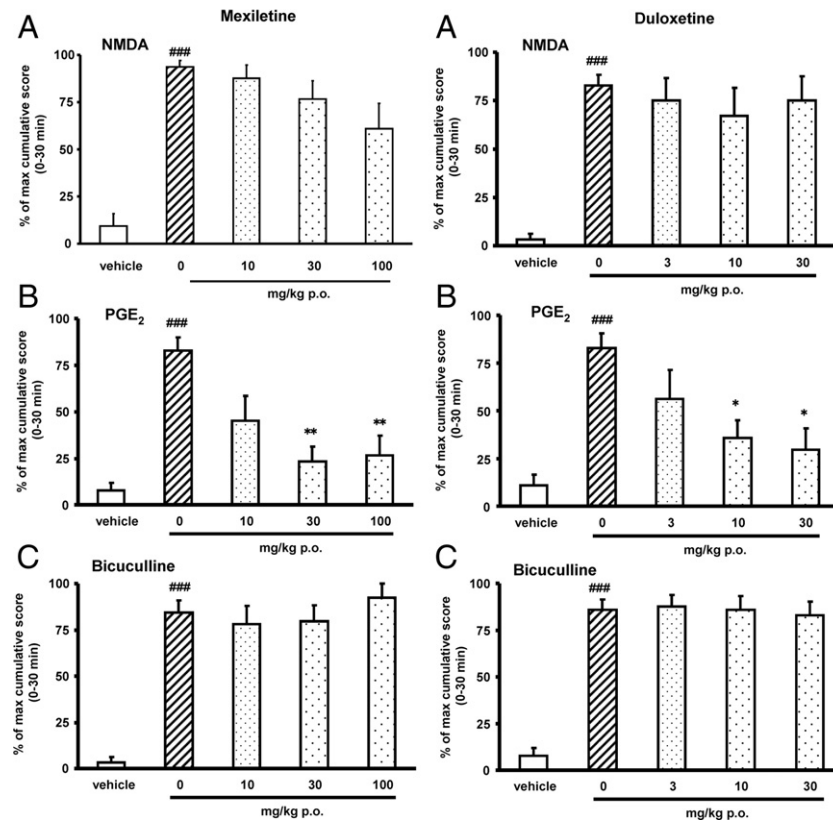 A
Mexiletine
NMDA
###
100
75
50
25
0
% of max cumulative score
(0-30 min)
vehicle 0 10 30 100
mg/kg p.o.
B
PGE2
###
100
75
50
25
0
% of max cumulative score
(0-30 min)
** **
vehicle 0 10 30 100
mg/kg p.o.
C
Bicuculline
###
100
75
50
25
0
% of max cumulative score
(0-30 min)
vehicle 0 10 30 100
mg/kg p.o.
A
Duloxetine
NMDA
###
100
75
50
25
0
% of max cumulative score
(0-30 min)
vehicle 0 3 10 30
mg/kg p.o.
B
PGE2
###
100
75
50
25
0
% of max cumulative score
(0-30 min)
* *
vehicle 0 3 10 30
mg/kg p.o.
C
Bicuculline
###
100
75
50
25
0
% of max cumulative score
(0-30 min)
vehicle 0 3 10 30
mg/kg p.o.